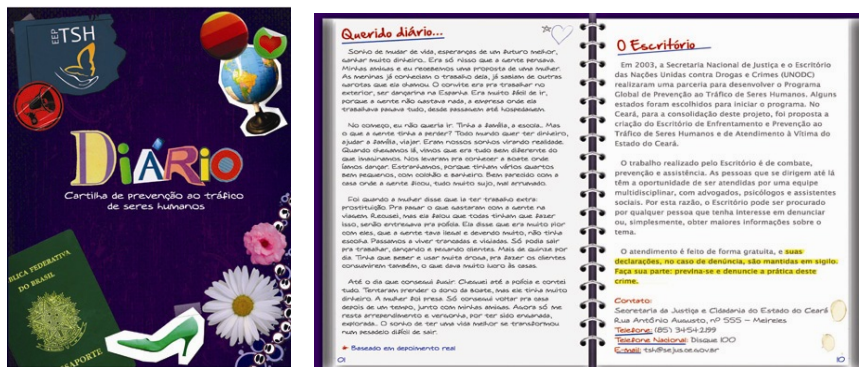 EEP
TSH
DIÁRIO
Cartilha de prevenção ao tráfico
de seres humanos
BLICA FEDERATIVA
DO BRASIL
SSAPORTE
Querido diário...
Sonho de mudar de vida, esperanças de um futuro melhor,
ganhar muito dinheiro... Era só nisso que a gente pensava.
Minhas amigas e eu recebemos uma proposta de uma mulher.
As meninas já conheciam o trabalho dela, já sabiam de outras
garotas que ela chamou. O convite era pra trabalhar no
exterior, ser dançarina na Espanha. Era muito fácil de ir,
porque a gente não gastava nada, a empresa onde ela
trabalhava pagava tudo, desde passagem até hospedagem.
No começo, eu não queria ir. Tinha a família, a escola... Mas
o que a gente tinha a perder? Todo mundo quer ter dinheiro,
ajudar a família, viajar. Eram nossos sonhos virando realidade.
Quando chegamos lá, vimos que era tudo bem diferente do
que imaginamos. Nos levaram pra conhecer a boate onde
íamos dançar. Estranhamos, porque tinham vários quartos
bem pequenos, com colchão e banheiro. Bem parecido com a
casa onde a gente ficou, tudo muito sujo, mal arrumado.
Foi quando a mulher disse que ia ter trabalho extra:
prostituição. Pra pagar o que gastaram com a gente na
viagem. Recusei, mas ela falou que todas tinham que fazer
isso, senão entregava pra polícia. Ela disse que era muito pior
com eles, que a gente tava ilegal e devendo muito, não tinha
escolha. Passamos a viver trancadas e vigiadas. Só podia sair
pra trabalhar, dançando e pegando clientes. Mais de quinze por
dia. Tinha que beber e usar muita droga, pra fazer os clientes
consumirem também, o que dava muito lucro às casas.
Até o dia que consegui fugir. Cheguei até a polícia e contei
tudo. Tentaram prender o dono da boate, mas ele tinha muito
dinheiro. A mulher foi presa. Só consegui voltar pra casa
depois de um tempo, junto com minhas amigas. Agora só me
resta arrependimento e vergonha, por ter sido enganada,
explorada... O sonho de ter uma vida melhor se transformou
num pesadelo difícil de sair.
Baseado em depoimento real
01
O Escritório
Em 2003, a Secretaria Nacional de Justiça e o Escritório
das Nações Unidas contra Drogas e Crimes (UNODC)
realizaram uma parceria para desenvolver o Programa
Global de Prevenção ao Tráfico de Seres Humanos. Alguns
estados foram escolhidos para iniciar o programa. No
Ceará, para a consolidação deste projeto, foi proposta a
criação do Escritório de Enfrentamento e Prevenção ao
Tráfico de Seres Humanos e de Atendimento à Vítima do
Estado do Ceará.
O trabalho realizado pelo Escritório é de combate,
prevenção e assistência. As pessoas que se dirigem até lá
têm a oportunidade de ser atendidas por uma equipe
multidisciplinar, com advogados, psicólogos e assistentes
sociais. Por esta razão, o Escritório pode ser procurado
por qualquer pessoa que tenha interesse em denunciar
ou, simplesmente, obter maiores informações sobre o
tema.
O atendimento é feito de forma gratuita, e suas
declarações, no caso de denúncia, são mantidas em sigilo.
Faça sua parte: previna-se e denuncie a prática deste
crime.
Contato:
Secretaria da Justiça e Cidadania do Estado do Ceará
Rua Antônio Augusto, nº 555 – Meireles
Telefone: (85) 3454.2199
Telefone Nacional: Disque 100
E-mail: tsh@sejus.ce.gov.br
10